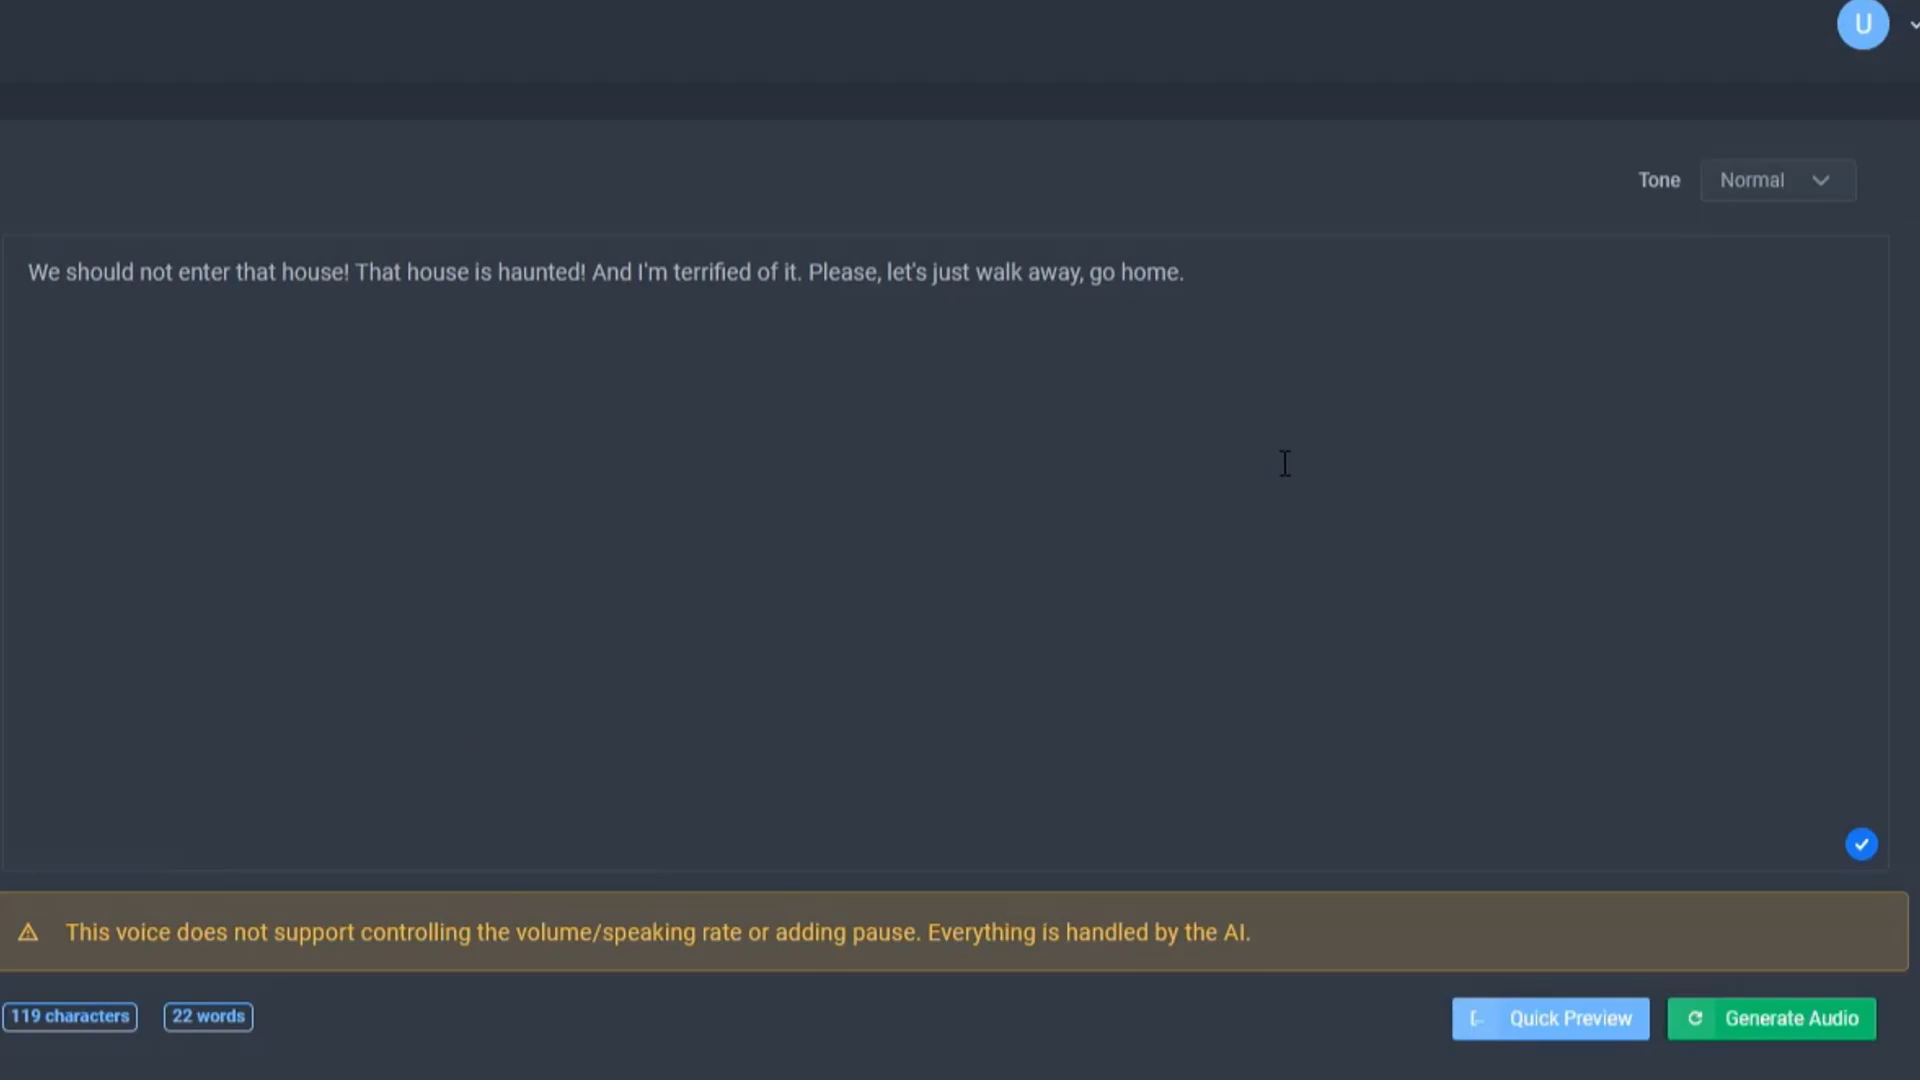 U
Tone Normal
We should not enter that house! That house is haunted! And I'm terrified of it. Please, let's just walk away, go home.
This voice does not support controlling the volume/speaking rate or adding pause. Everything is handled by the AI.
119 characters 22 words Quick Preview Generate Audio